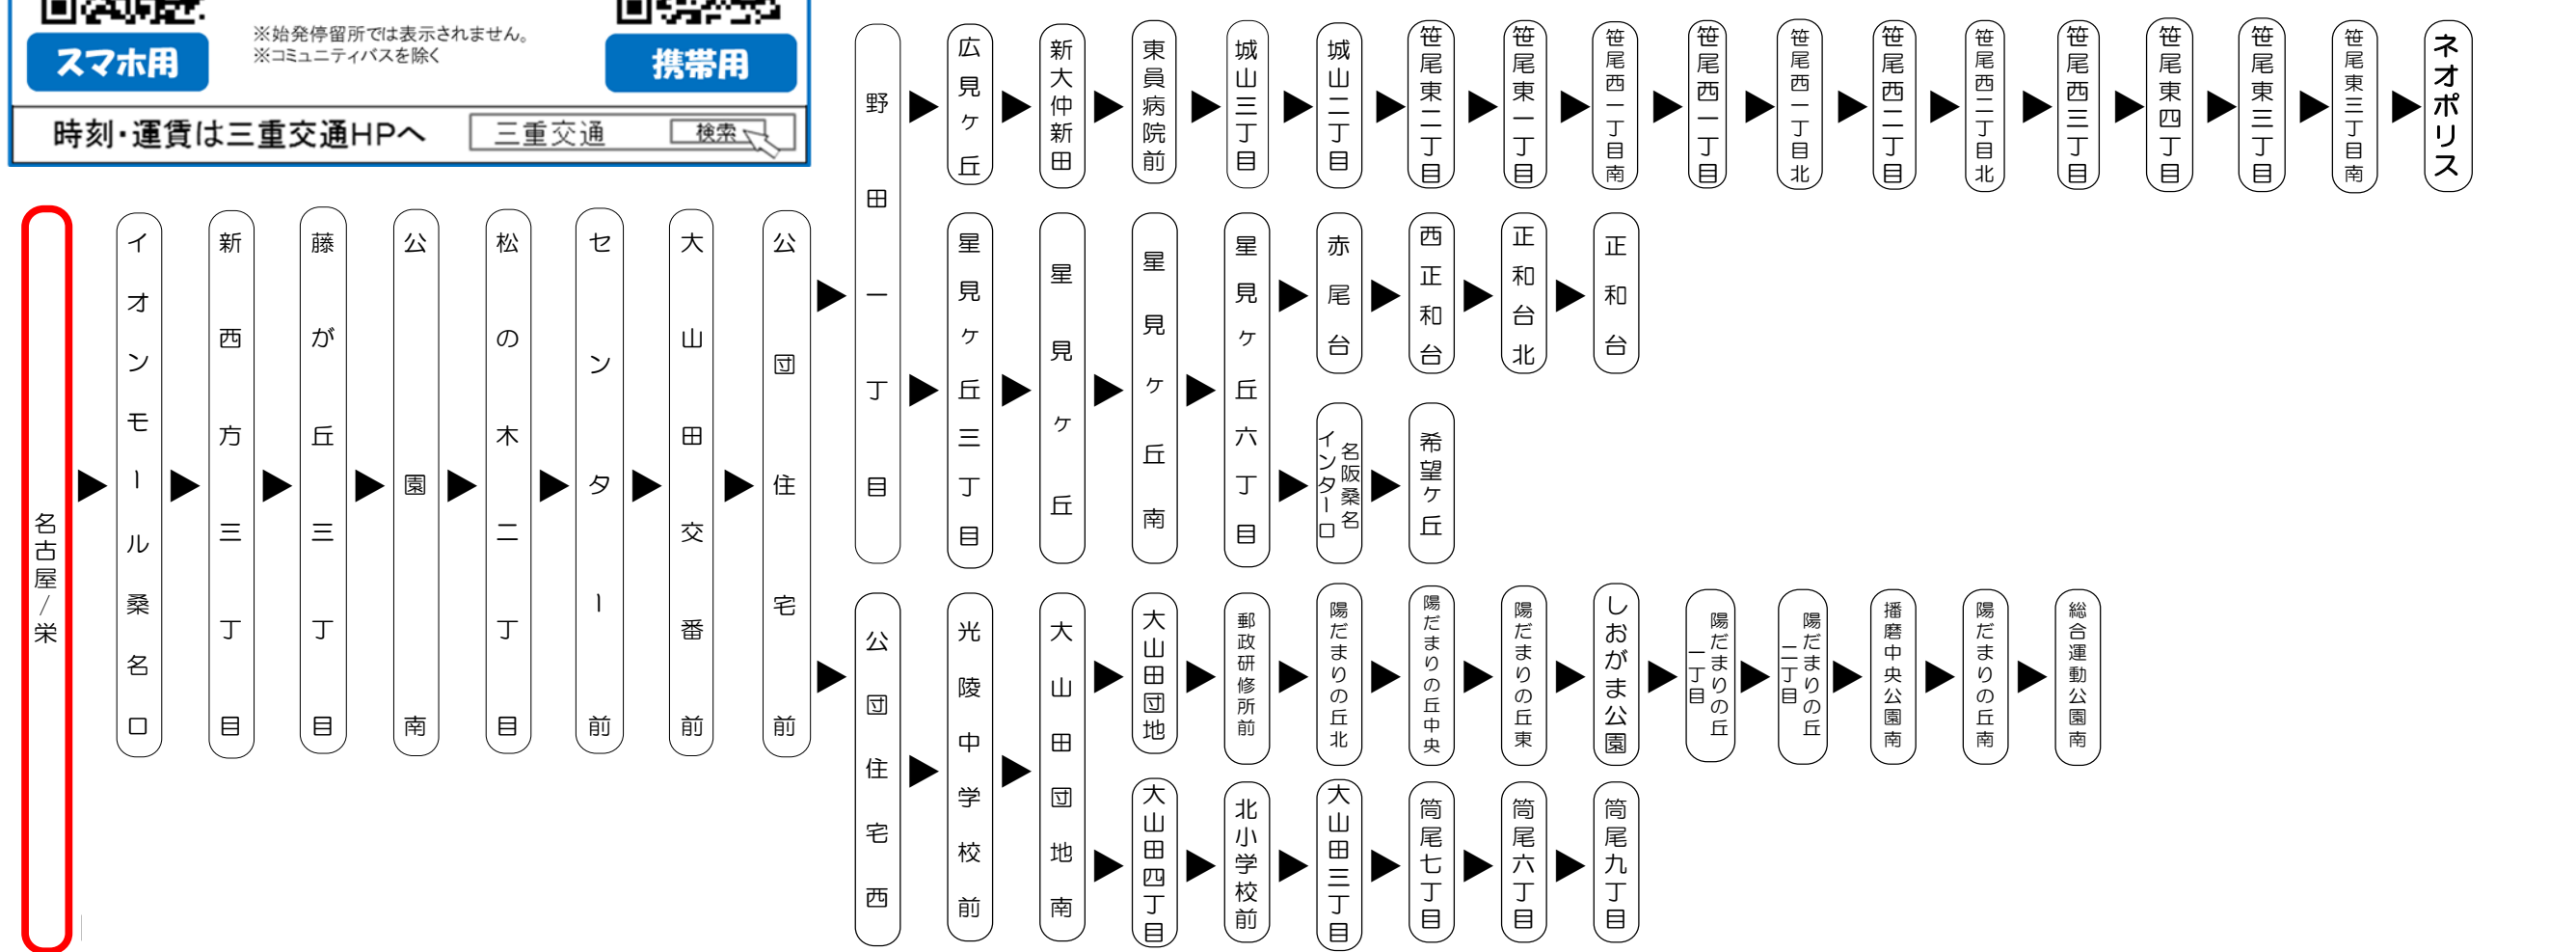 ※始発停留所では表示されません。
※コミュニティバスを除く
スマホ用
携帯用
時刻・運賃は三重交通HPへ
三重交通
検索
名古屋/栄
イオンモール桑名口
新西方三丁目
藤が丘三丁目
公園南
松の木二丁目
センター前
大山田交番前
公団住宅前
野田一丁目
広見ヶ丘
新大仲新田
東員病院前
城山三丁目
城山二丁目
笹尾東二丁目
笹尾東一丁目
笹尾西一丁目南
笹尾西一丁目
笹尾西一丁目北
笹尾西二丁目
笹尾西二丁目北
笹尾西三丁目
笹尾東四丁目
笹尾東三丁目
笹尾東三丁目南
ネオポリス
星見ヶ丘三丁目
星見ヶ丘
星見ヶ丘南
星見ヶ丘六丁目
赤尾台
西正和台
正和台北
正和台
名阪桑名
インター口
希望ヶ丘
公団住宅西
光陵中学校前
大山田団地南
大山田団地
郵政研修所前
陽だまりの丘北
陽だまりの丘中央
陽だまりの丘東
しおがま公園
陽だまりの丘
一丁目
陽だまりの丘
二丁目
播磨中央公園南
陽だまりの丘南
総合運動公園南
大山田四丁目
北小学校前
大山田三丁目
筒尾七丁目
筒尾六丁目
筒尾九丁目